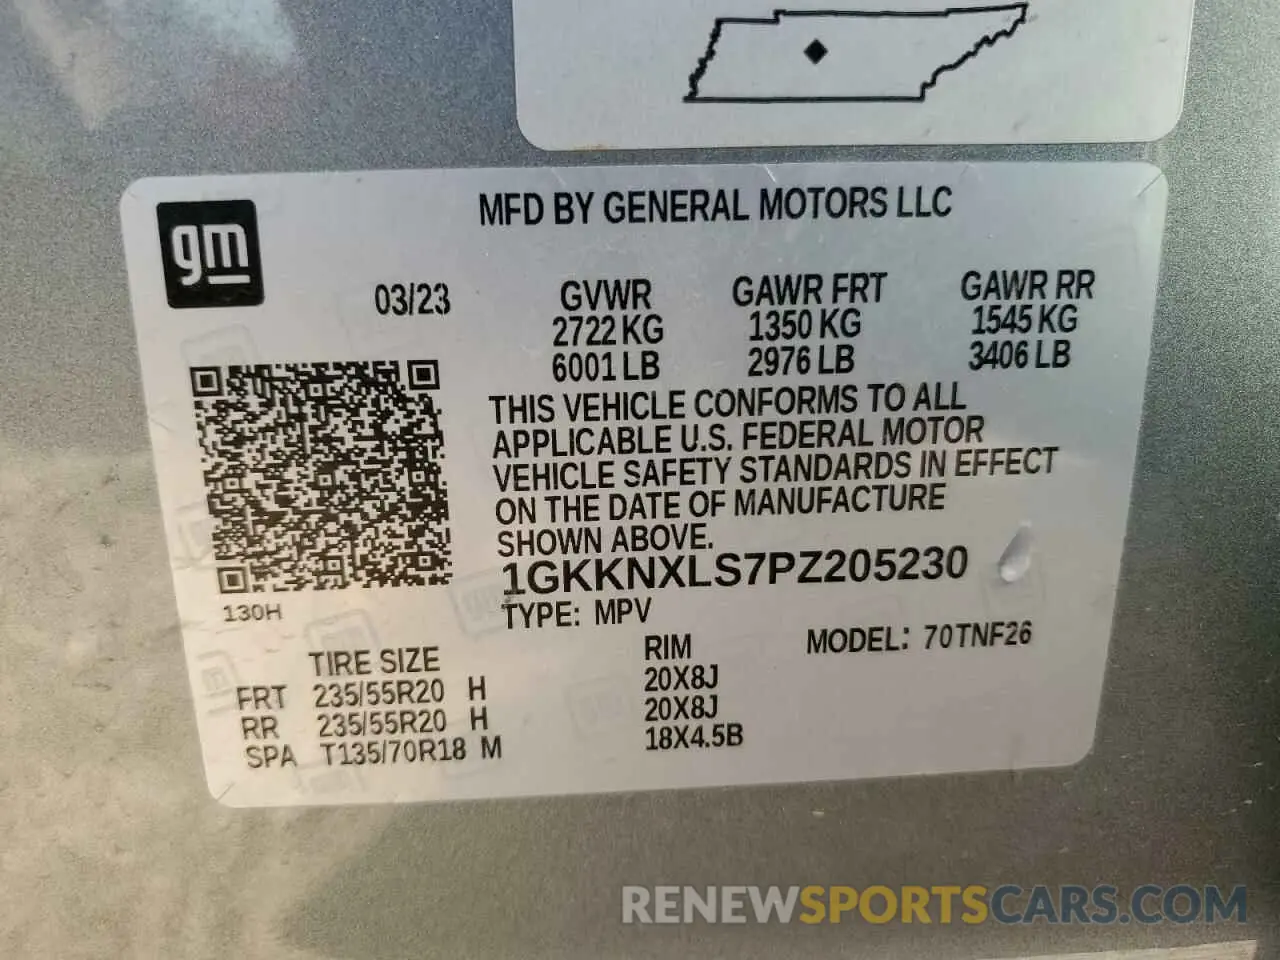 MFD BY GENERAL MOTORS LLC
gm
03/23
GVWR GAWR FRT GAWR RR
2722 KG 1350 KG 1545 KG
6001 LB 2976 LB 3406 LB
THIS VEHICLE CONFORMS TO ALL
APPLICABLE U.S. FEDERAL MOTOR
VEHICLE SAFETY STANDARDS IN EFFECT
ON THE DATE OF MANUFACTURE
SHOWN ABOVE.
1GKKNXLS7PZ205230
130H
TYPE: MPV
MODEL: 70TNF26
TIRE SIZE RIM
FRT 235/55R20 H 20X8J
RR 235/55R20 H 20X8J
SPA T135/70R18 M 18X4.5B
RENEWSPORTSCARS.COM